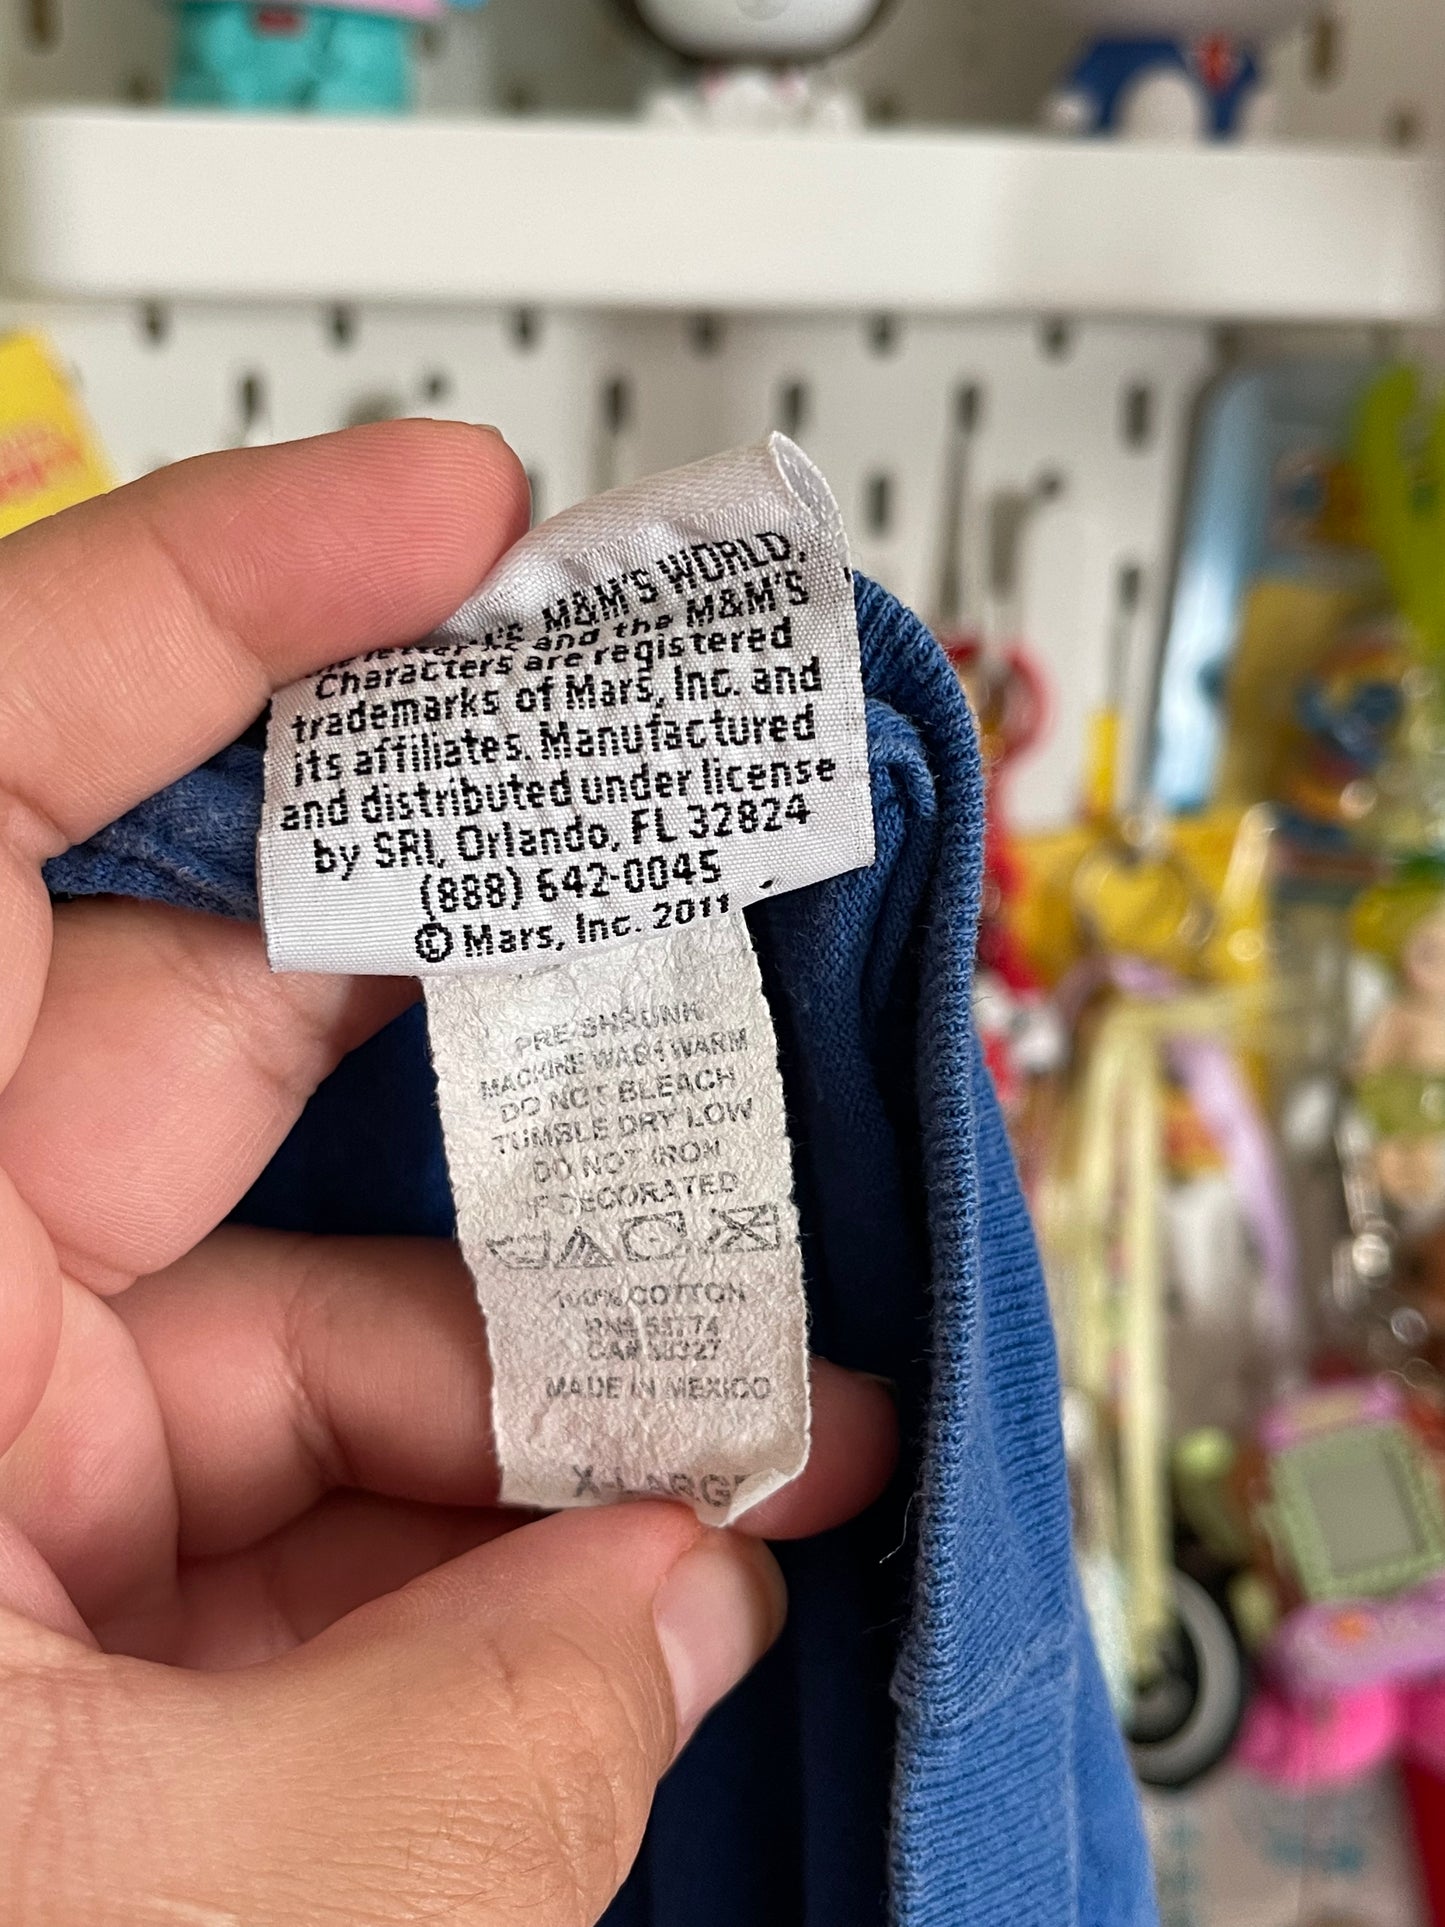 M&M'S WORLD,
and the M&M'S
Characters are registered
trademarks of Mars, Inc. and
its affiliates. Manufactured
and distributed under license
by SRI, Orlando, FL 32824
(888) 642-0045
© Mars, Inc. 2011
PRE-SHRUNK
MACHINE WASH WARM
DO NOT BLEACH
TUMBLE DRY LOW
DO NOT IRON
IF DECORATED
100% COTTON
RN#
CA#
MADE IN MEXICO
X-LARGE